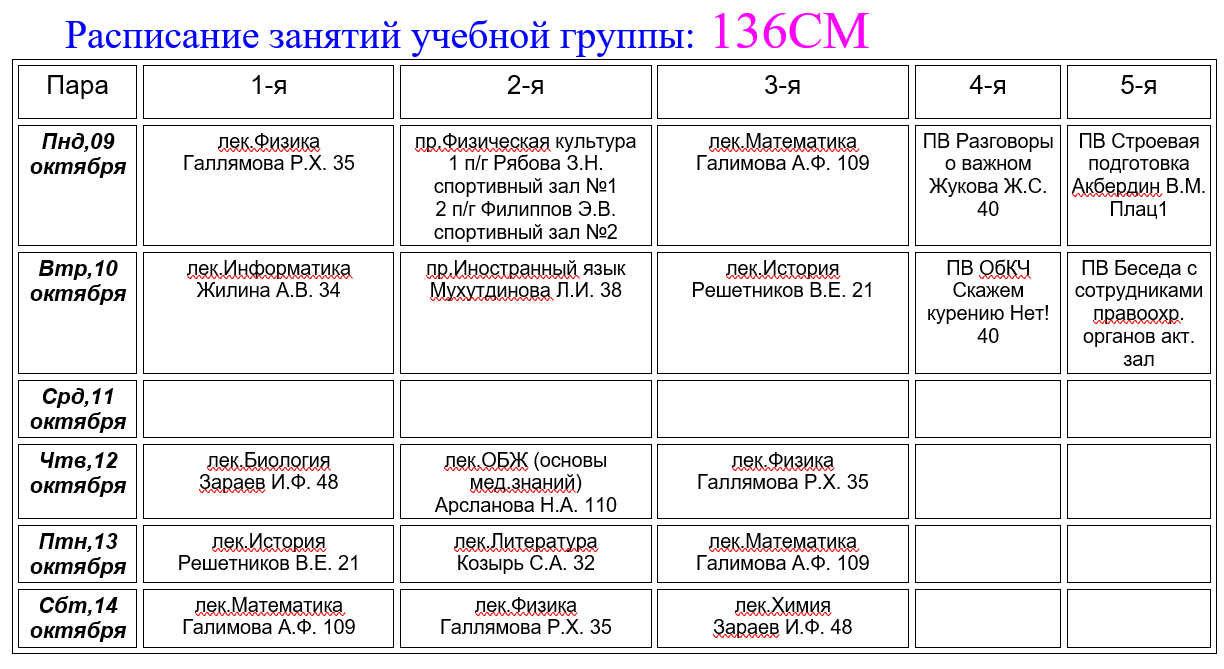 Расписание занятий учебной группы: 136СМ
Пара
1-я
2-я
3-я
4-я
5-я
Пнд,09
октября
лек.Физика
Галлямова Р.Х. 35
пр.Физическая культура
1 п/г Рябова З.Н.
спортивный зал №1
2 п/г Филиппов Э.В.
спортивный зал №2
лек.Математика
Галимова А.Ф. 109
ПВ Разговоры
о важном
Жукова Ж.С.
40
ПВ Строевая
подготовка
Акбердин В.М.
Плац1
Втр,10
октября
лек.Информатика
Жилина А.В. 34
пр.Иностранный язык
Мухутдинова Л.И. 38
лек.История
Решетников В.Е. 21
ПВ ОбКЧ
Скажем
курению Нет!
40
ПВ Беседа с
сотрудниками
правоохр.
органов акт.
зал
Срд,11
октября
Чтв,12
октября
лек.Биология
Зараев И.Ф. 48
лек.ОБЖ (основы
мед.знаний)
Арсланова Н.А. 110
лек.Физика
Галлямова Р.Х. 35
Птн,13
октября
лек.История
Решетников В.Е. 21
лек.Литература
Козырь С.А. 32
лек.Математика
Галимова А.Ф. 109
Сбт,14
октября
лек.Математика
Галимова А.Ф. 109
лек.Физика
Галлямова Р.Х. 35
лек.Химия
Зараев И.Ф. 48